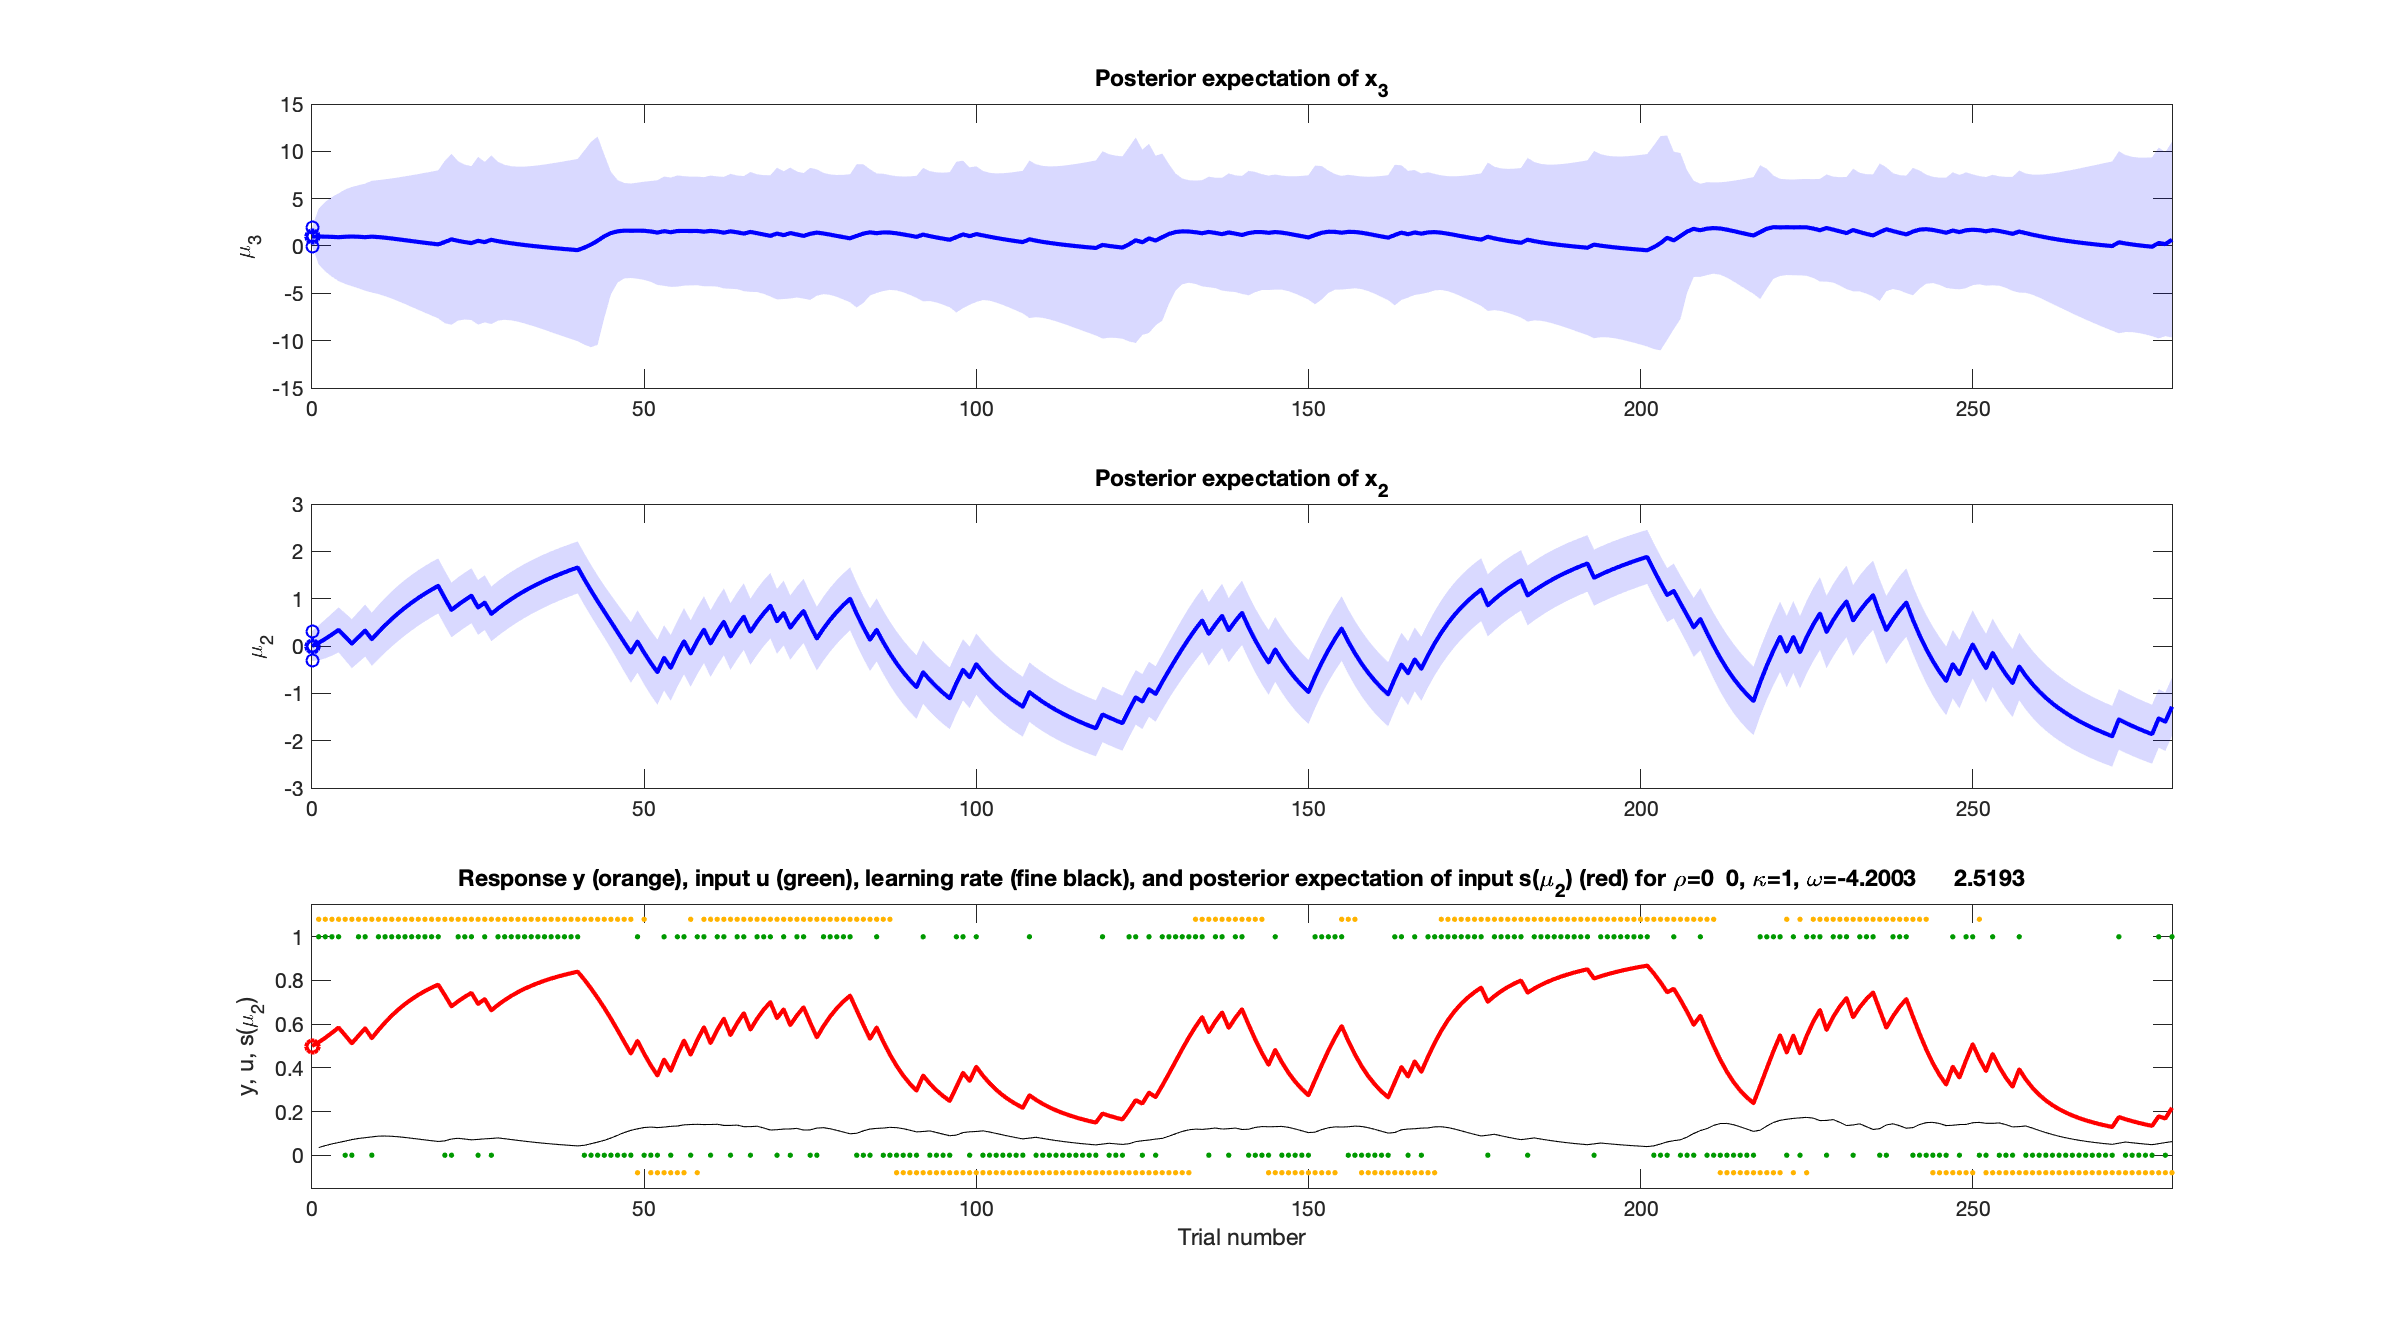 Posterior expectation of x3
15
10
5
0
-5
-10
-15
μ3
0 50 100 150 200 250
Posterior expectation of x2
3
2
1
0
-1
-2
-3
μ2
0 50 100 150 200 250
Response y (orange), input u (green), learning rate (fine black), and posterior expectation of input s(μ2) (red) for ρ=0 0, κ=1, ω=-4.2003 2.5193
1
0.8
0.6
0.4
0.2
0
y, u, s(μ2)
0 50 100 150 200 250
Trial number